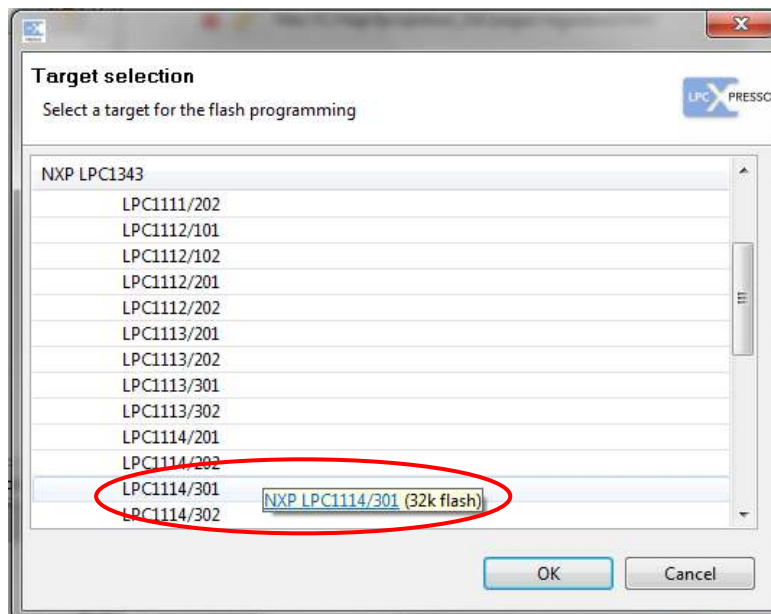 X
PRESSO
Target selection
Select a target for the flash programming
LPC XPRESSO
NXP LPC1343
LPC1111/202
LPC1112/101
LPC1112/102
LPC1112/201
LPC1112/202
LPC1113/201
LPC1113/202
LPC1113/301
LPC1113/302
LPC1114/201
LPC1114/202
LPC1114/301
NXP LPC1114/301 (32k flash)
LPC1114/302
OK Cancel